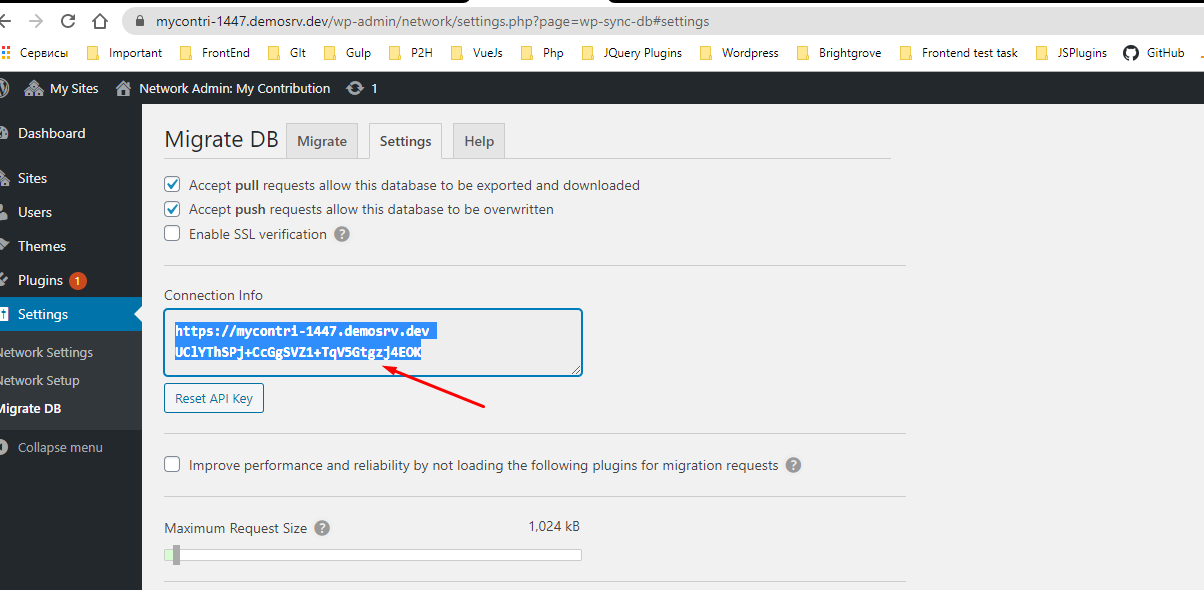 mycontri-1447.demosrv.dev/wp-admin/network/settings.php?page=wp-sync-db#settings
Сервисы Important FrontEnd GIt Gulp P2H VueJs Php JQuery Plugins Wordpress Brightgrove Frontend test task JSPlugins GitHub
My Sites Network Admin: My Contribution 1
Dashboard
Sites
Users
Themes
Plugins 1
Settings
Network Settings
Network Setup
Migrate DB
Collapse menu
Migrate DB Migrate Settings Help
Accept pull requests allow this database to be exported and downloaded
Accept push requests allow this database to be overwritten
Enable SSL verification ?
Connection Info
https://mycontri-1447.demosrv.dev
UClYThSPj+CcGgSVZ1+TqV5Gtgzj4EOK
Reset API Key
Improve performance and reliability by not loading the following plugins for migration requests ?
Maximum Request Size ? 1,024 kB